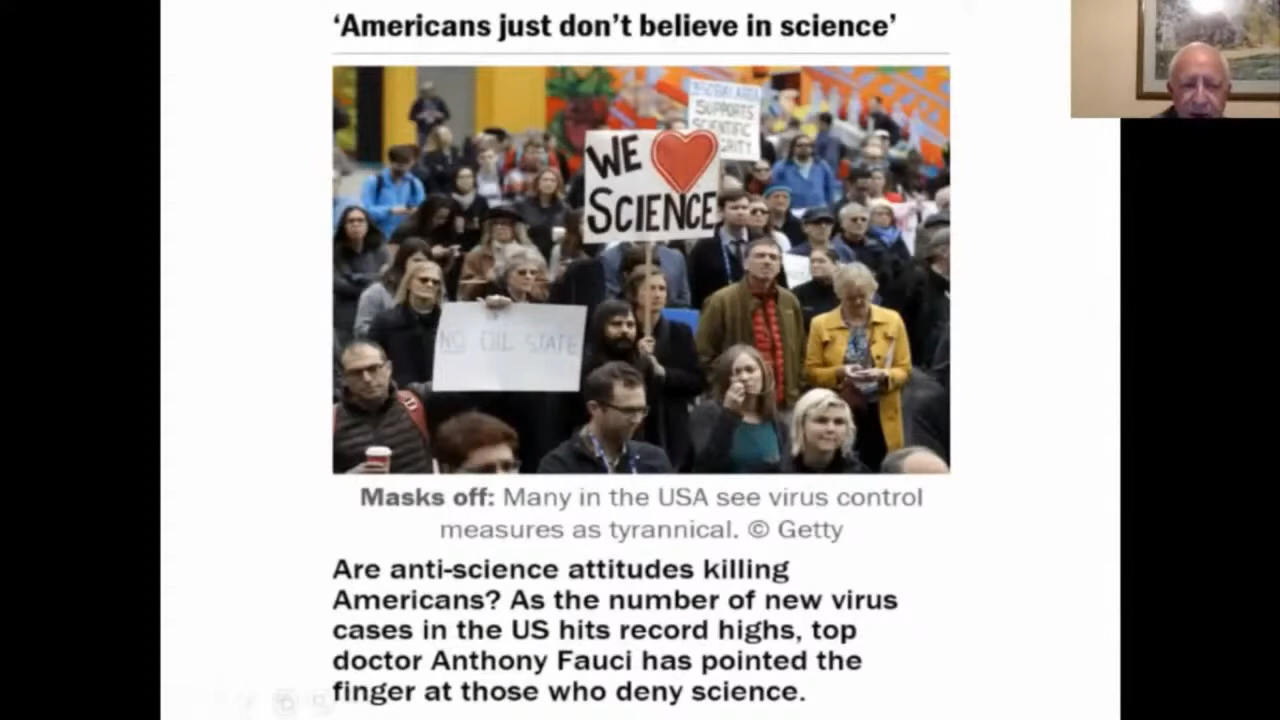 ‘Americans just don’t believe in science’
SUPPORTS
SCIENTIFIC
WE
SCIENCE
NO OIL STATE
Masks off: Many in the USA see virus control
measures as tyrannical. © Getty
Are anti-science attitudes killing
Americans? As the number of new virus
cases in the US hits record highs, top
doctor Anthony Fauci has pointed the
finger at those who deny science.